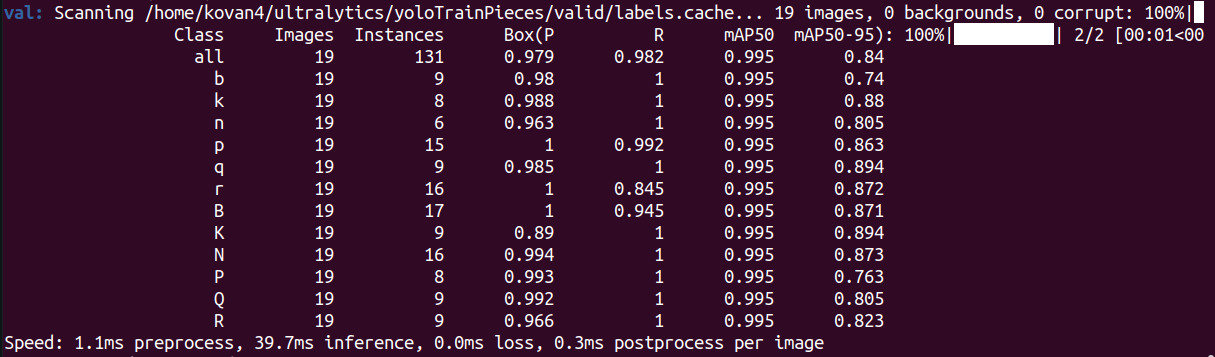 val: Scanning /home/kovan4/ultralytics/yoloTrainPieces/valid/labels.cache... 19 images, 0 backgrounds, 0 corrupt: 100%|
Class Images Instances Box(P R mAP50 mAP50-95): 100%| | 2/2 [00:01<00
all 19 131 0.979 0.982 0.995 0.84
b 19 9 0.98 1 0.995 0.74
k 19 8 0.988 1 0.995 0.88
n 19 6 0.963 1 0.995 0.805
p 19 15 1 0.992 0.995 0.863
q 19 9 0.985 1 0.995 0.894
r 19 16 1 0.845 0.995 0.872
B 19 17 1 0.945 0.995 0.871
K 19 9 0.89 1 0.995 0.894
N 19 16 0.994 1 0.995 0.873
P 19 8 0.993 1 0.995 0.763
Q 19 9 0.992 1 0.995 0.805
R 19 9 0.966 1 0.995 0.823
Speed: 1.1ms preprocess, 39.7ms inference, 0.0ms loss, 0.3ms postprocess per image